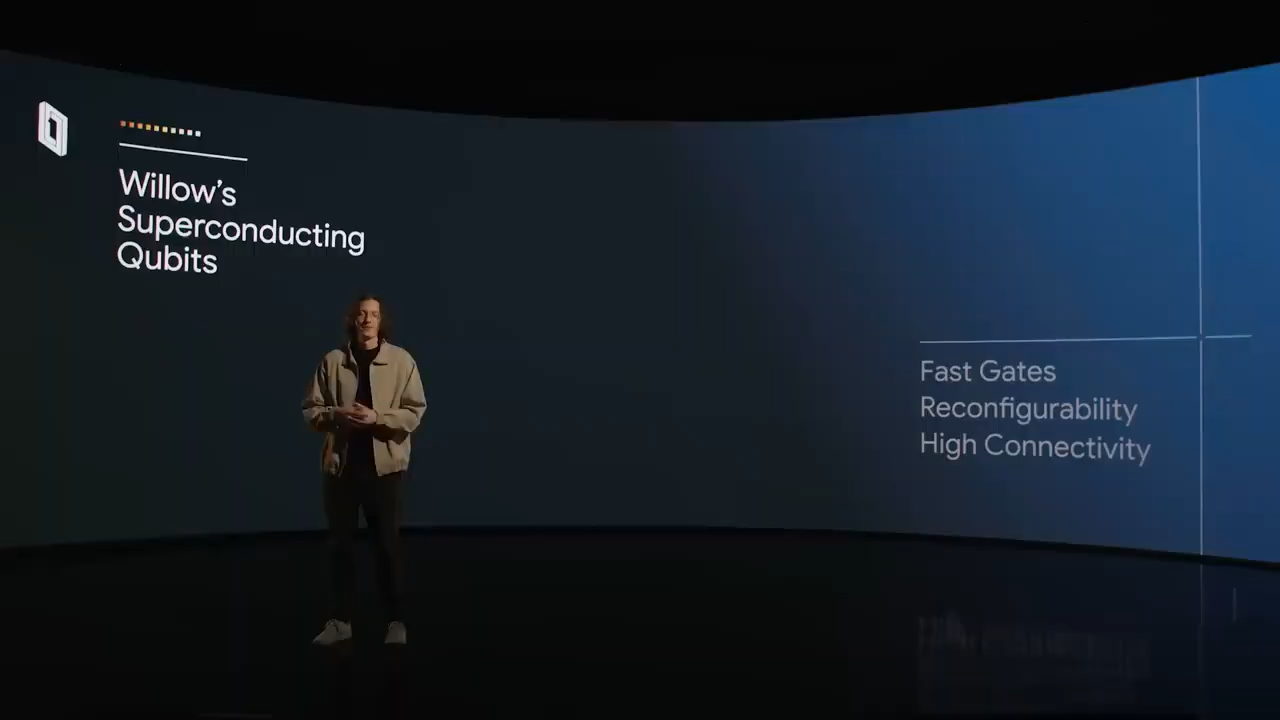 Willow’s
Superconducting
Qubits
Fast Gates
Reconfigurability
High Connectivity